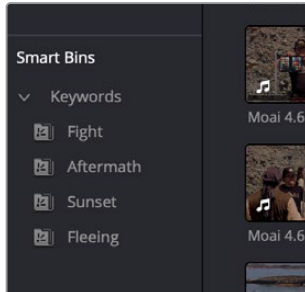 Smart Bins
Keywords
Fight
Moai 4.6
Aftermath
Sunset
Fleeing
Moai 4.6